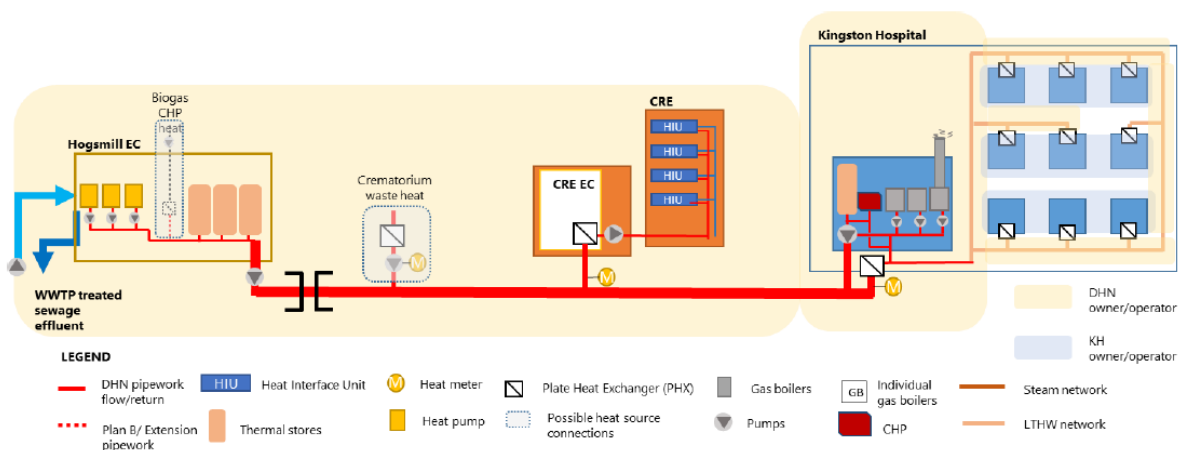 Kingston Hospital
Biogas
CHP
heat
Hogsmill EC
CRE
HIU
HIU
HIU
HIU
Crematorium
waste heat
CRE EC
M
M
M
WWTP treated
sewage
effluent
DHN
owner/operator
KH
owner/operator
LEGEND
DHN pipework
flow/return
HIU
Heat Interface Unit
M
Heat meter
Plate Heat Exchanger (PHX)
Gas boilers
GB
Individual
gas boilers
Steam network
Plan B/ Extension
pipework
Thermal stores
Heat pump
Possible heat source
connections
Pumps
CHP
LTHW network